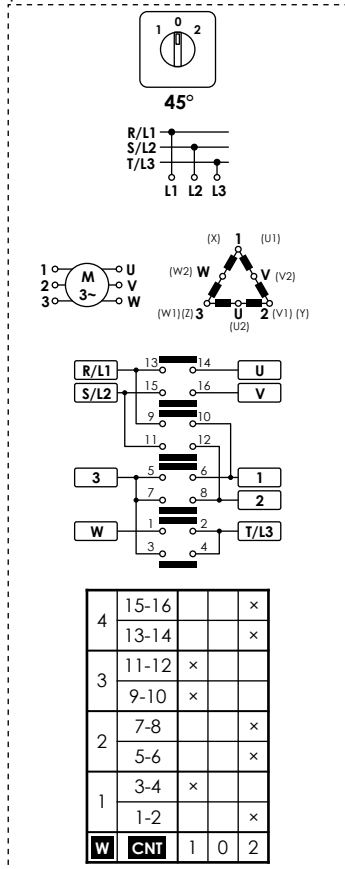 1 0 2
45°
R/L1
S/L2
T/L3
L1 L2 L3
(X) 1 (U1)
1 M U
2 3~ V
3 W
(W2) W V (V2)
(W1)(Z) 3 U 2 (V1) (Y)
(U2)
R/L1 13 14 U
S/L2 15 16 V
9 10
11 12
3 5 6 1
7 8 2
W 1 2 T/L3
3 4
4 15-16 ×
13-14 ×
3 11-12 ×
9-10 ×
2 7-8 ×
5-6 ×
1 3-4 ×
1-2 ×
W CNT 1 0 2